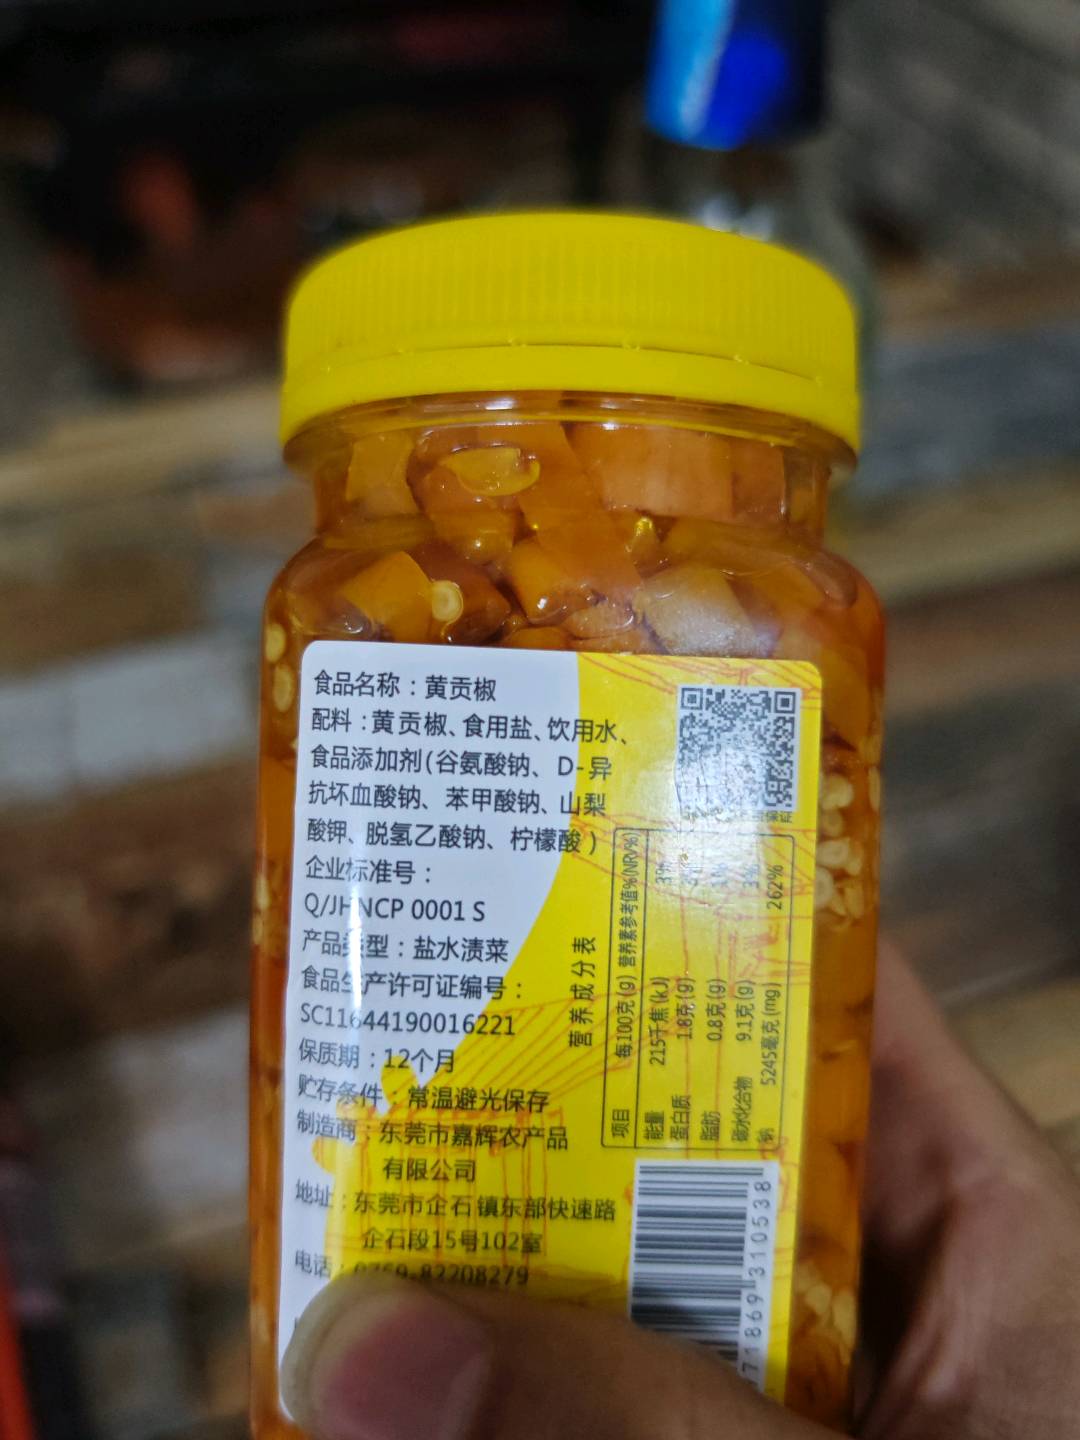 食品名称：黄贡椒
配料：黄贡椒、食用盐、饮用水、
食品添加剂(谷氨酸钠、D-异
抗坏血酸钠、苯甲酸钠、山梨
酸钾、脱氢乙酸钠、柠檬酸）
企业标准号：
Q/JHNCP 0001 S
产品类型：盐水渍菜
食品生产许可证编号：
SC11644190016221
保质期：12个月
贮存条件：常温避光保存
制造商：东莞市嘉辉农产品
有限公司
地址：东莞市企石镇东部快速路
企石段15号102室
电话：0769-82208279
营养成分表
项目 每100克(g) 营养素参考值%(NRV%)
能量 215千焦(kJ) 3%
蛋白质 1.8克(g)
脂肪 0.8克(g)
碳水化合物 9.1克(g) 3%
钠 5245毫克(mg) 262%
71869310538